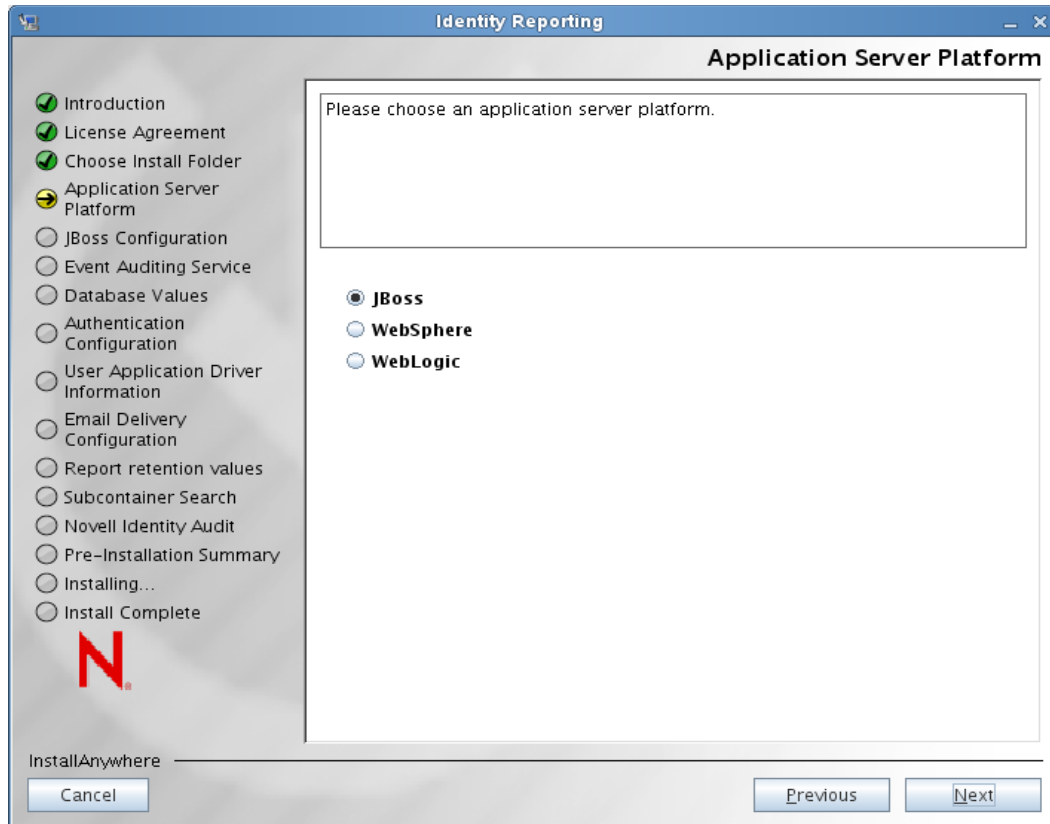 Identity Reporting
Application Server Platform
Introduction
License Agreement
Choose Install Folder
Application Server
Platform
JBoss Configuration
Event Auditing Service
Database Values
Authentication
Configuration
User Application Driver
Information
Email Delivery
Configuration
Report retention values
Subcontainer Search
Novell Identity Audit
Pre-Installation Summary
Installing...
Install Complete
N®
Please choose an application server platform.
JBoss
WebSphere
WebLogic
InstallAnywhere
Cancel
Previous
Next